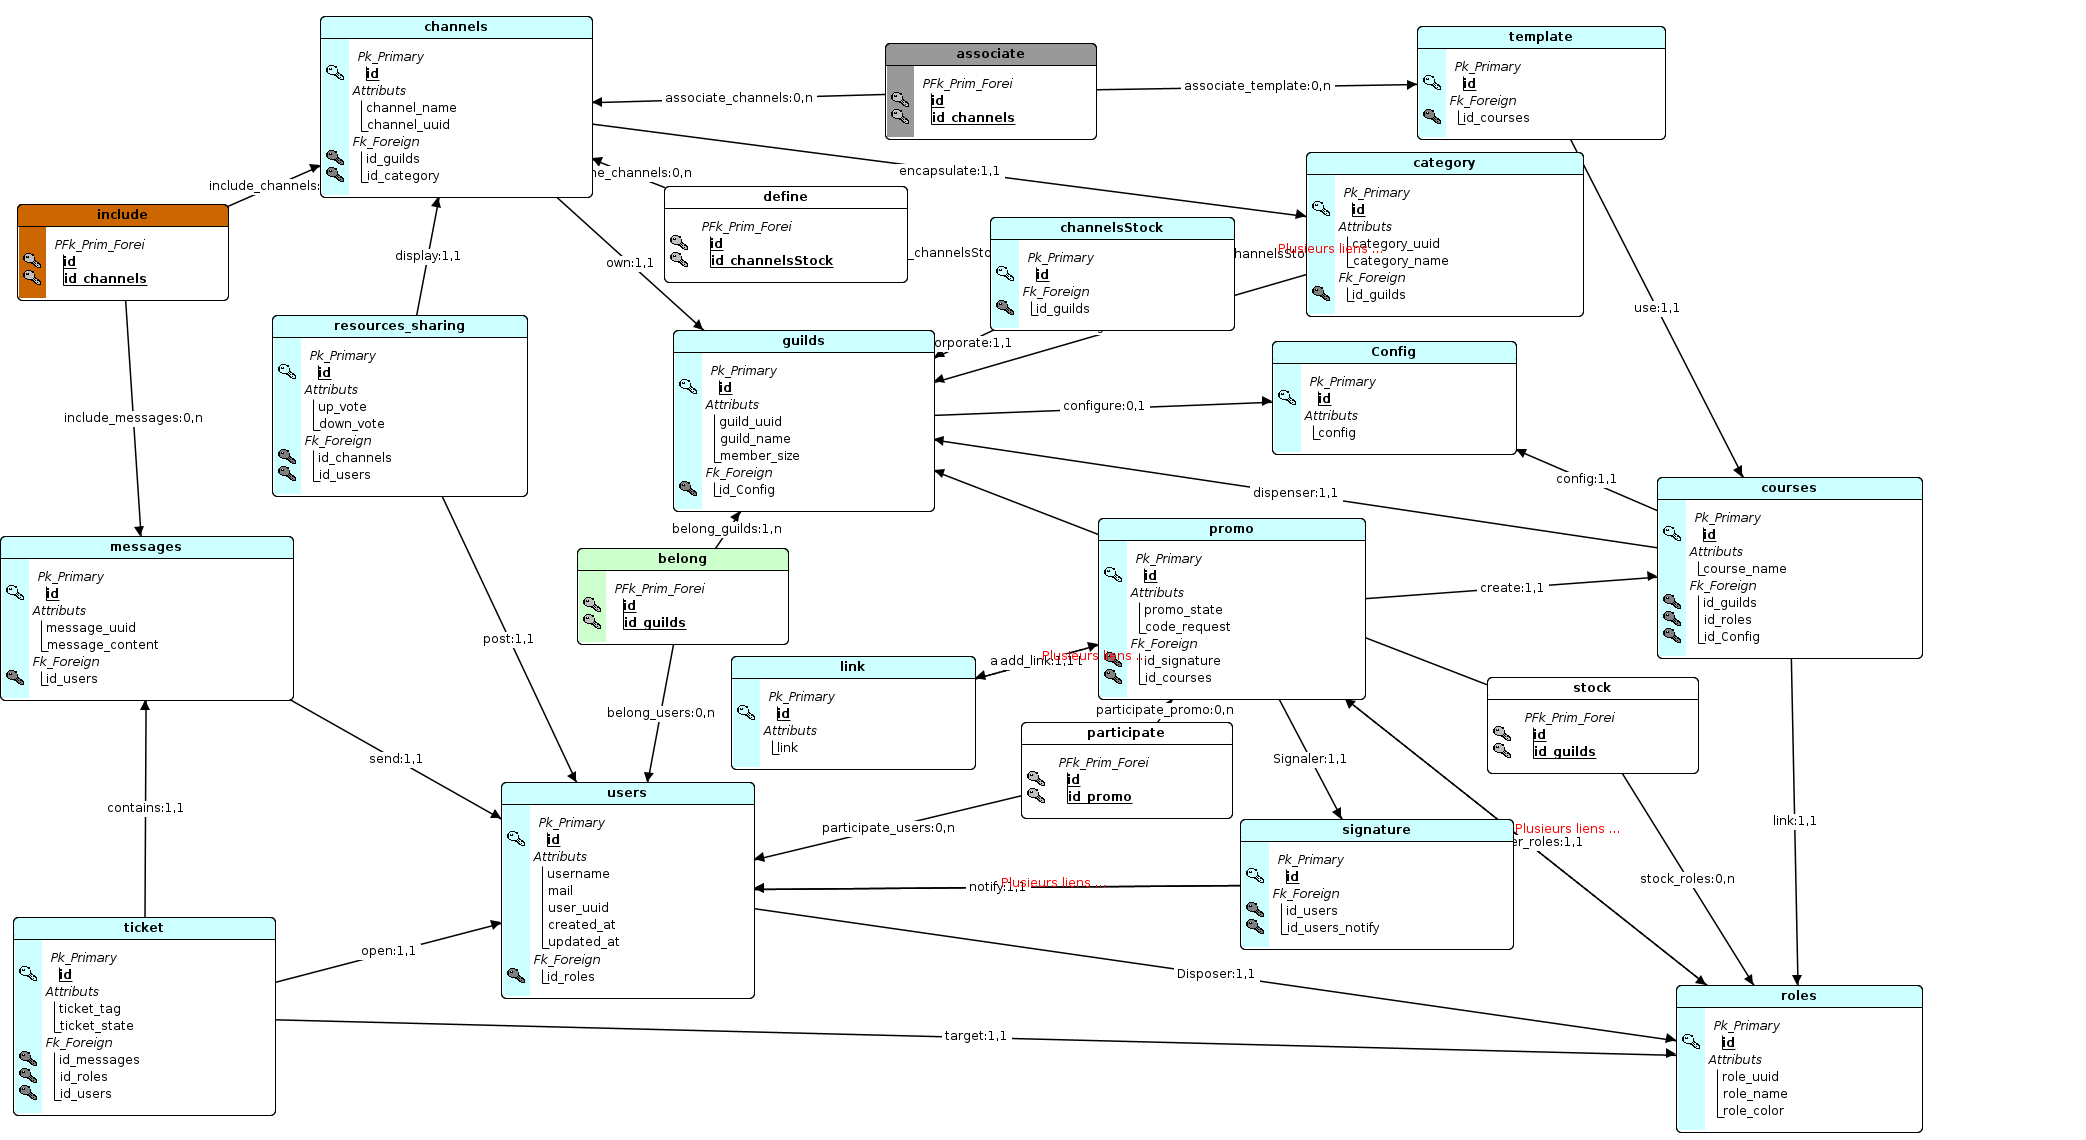 channels
Pk_Primary
id
Attributs
channel_name
channel_uuid
Fk_Foreign
id_guilds
id_category
associate
PFk_Prim_Forei
id
id_channels
template
Pk_Primary
id
Fk_Foreign
id_courses
associate_channels:0,n
associate_template:0,n
category
Pk_Primary
id
Attributs
category_uuid
category_name
Fk_Foreign
id_guilds
encapsulate:1,1
include_channels:
ne_channels:0,n
include
PFk_Prim_Forei
id
id_channels
define
PFk_Prim_Forei
id
id_channelsStock
channelsStock
Pk_Primary
id
Fk_Foreign
id_guilds
_channelsSto
Plusieurs liens ...
display:1,1
own:1,1
use:1,1
resources_sharing
Pk_Primary
id
Attributs
up_vote
down_vote
Fk_Foreign
id_channels
id_users
guilds
Pk_Primary
id
Attributs
guild_uuid
guild_name
member_size
Fk_Foreign
id_Config
orporate:1,1
Config
Pk_Primary
id
Attributs
config
configure:0,1
include_messages:0,n
config:1,1
dispenser:1,1
courses
Pk_Primary
id
Attributs
course_name
Fk_Foreign
id_guilds
id_roles
id_Config
belong_guilds:1,n
promo
Pk_Primary
id
Attributs
promo_state
code_request
Fk_Foreign
id_signature
id_courses
create:1,1
messages
Pk_Primary
id
Attributs
message_uuid
message_content
Fk_Foreign
id_users
belong
PFk_Prim_Forei
id
id_guilds
post:1,1
add_link:1,1
Plusieurs liens ...
link
Pk_Primary
id
Attributs
link
stock
PFk_Prim_Forei
id
id_guilds
belong_users:0,n
participate_promo:0,n
participate
PFk_Prim_Forei
id
id_promo
send:1,1
Signaler:1,1
contains:1,1
users
Pk_Primary
id
Attributs
username
mail
user_uuid
created_at
updated_at
Fk_Foreign
id_roles
participate_users:0,n
signature
Pk_Primary
id
Fk_Foreign
id_users
id_users_notify
Plusieurs liens ...
er_roles:1,1
link:1,1
stock_roles:0,n
notify:1,1
Plusieurs liens ...
ticket
Pk_Primary
id
Attributs
ticket_tag
ticket_state
Fk_Foreign
id_messages
id_roles
id_users
open:1,1
Disposer:1,1
target:1,1
roles
Pk_Primary
id
Attributs
role_uuid
role_name
role_color